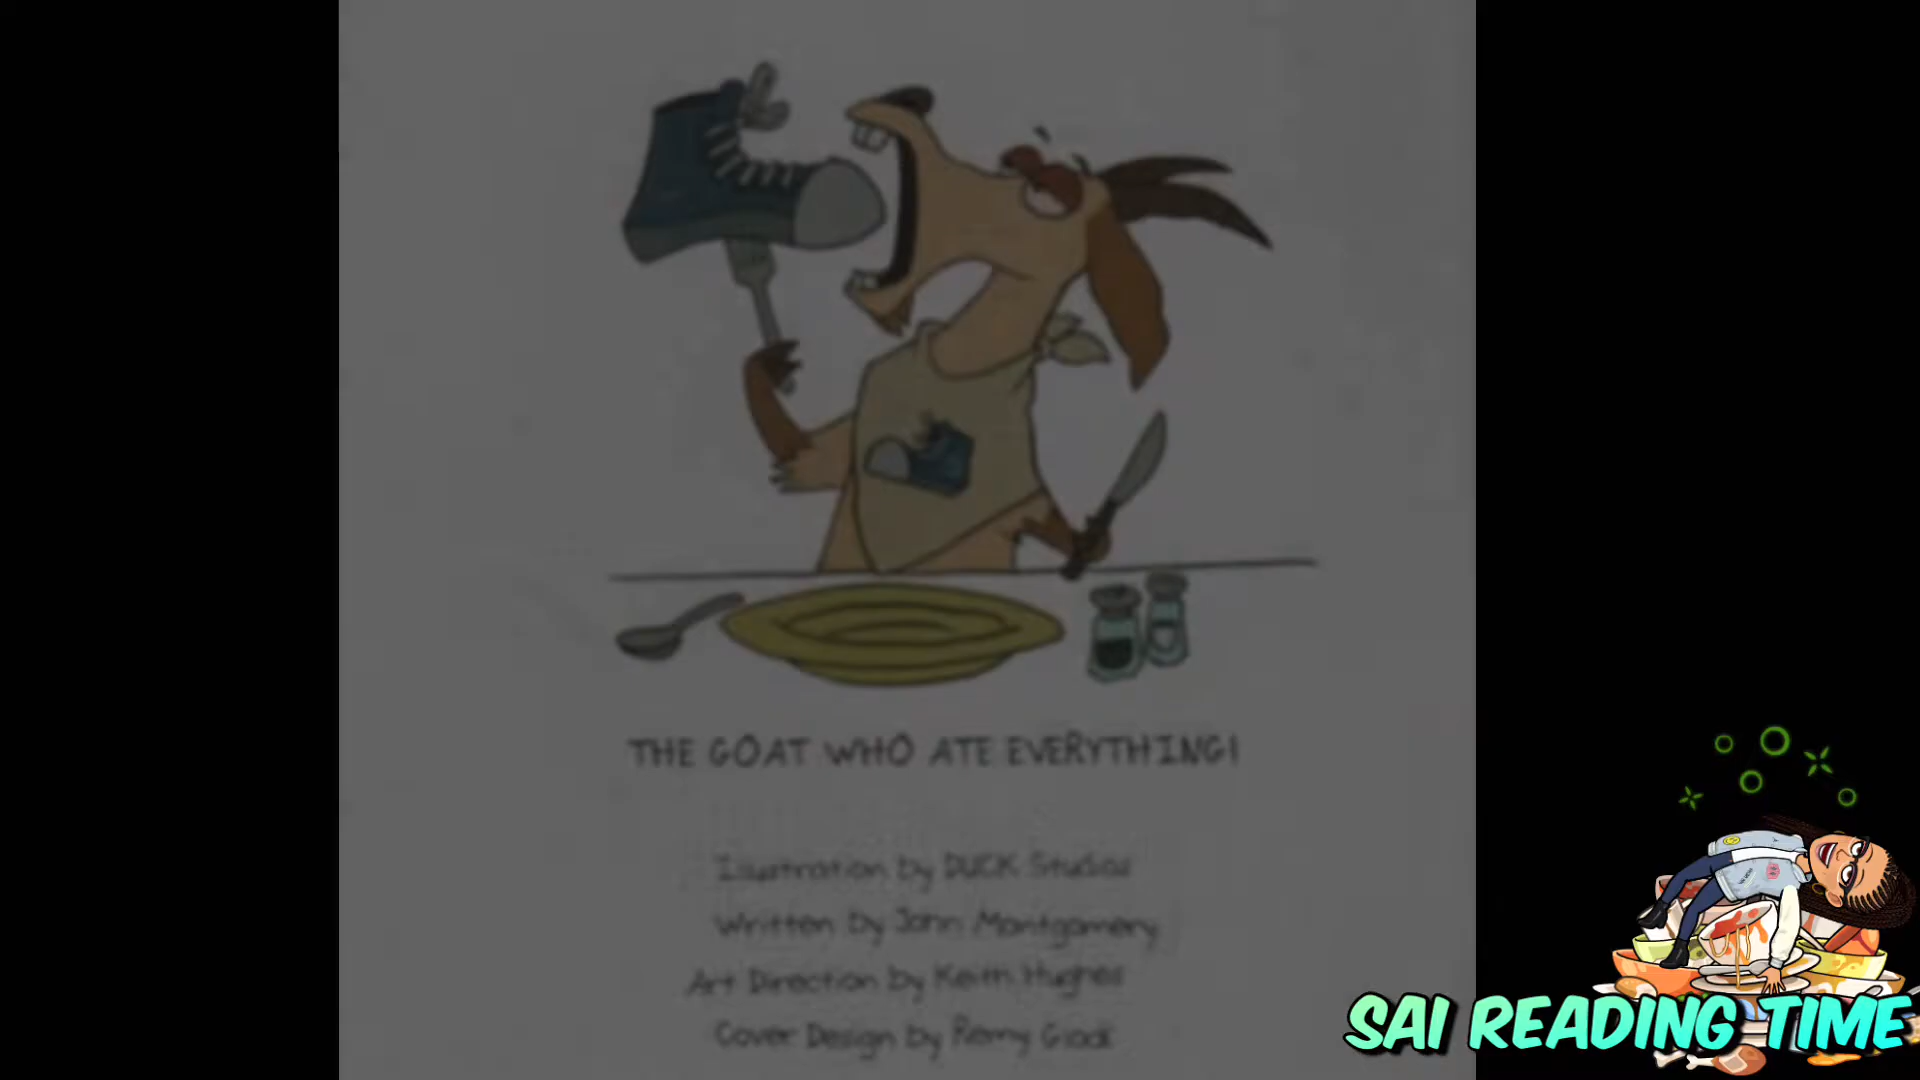 THE GOAT WHO ATE EVERYTHING!
Illustration by DUCK Studios
Written by John Montgomery
Art Direction by Keith Hughes
Cover Design by Remy
SAI READING TIME